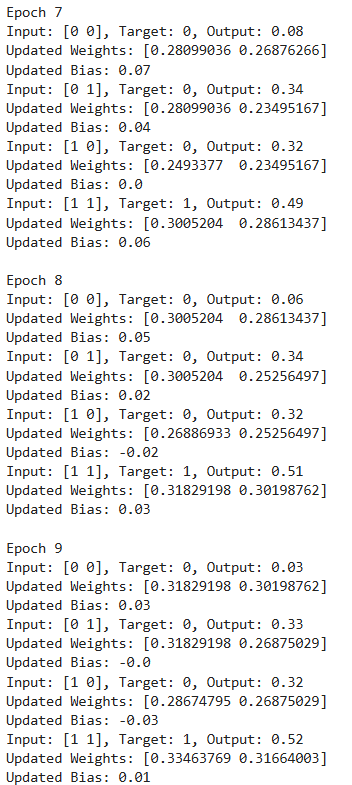 Epoch 7
Input: [0 0], Target: 0, Output: 0.08
Updated Weights: [0.28099036 0.26876266]
Updated Bias: 0.07
Input: [0 1], Target: 0, Output: 0.34
Updated Weights: [0.28099036 0.23495167]
Updated Bias: 0.04
Input: [1 0], Target: 0, Output: 0.32
Updated Weights: [0.2493377  0.23495167]
Updated Bias: 0.0
Input: [1 1], Target: 1, Output: 0.49
Updated Weights: [0.3005204  0.28613437]
Updated Bias: 0.06

Epoch 8
Input: [0 0], Target: 0, Output: 0.06
Updated Weights: [0.3005204  0.28613437]
Updated Bias: 0.05
Input: [0 1], Target: 0, Output: 0.34
Updated Weights: [0.3005204  0.25256497]
Updated Bias: 0.02
Input: [1 0], Target: 0, Output: 0.32
Updated Weights: [0.26886933 0.25256497]
Updated Bias: -0.02
Input: [1 1], Target: 1, Output: 0.51
Updated Weights: [0.31829198 0.30198762]
Updated Bias: 0.03

Epoch 9
Input: [0 0], Target: 0, Output: 0.03
Updated Weights: [0.31829198 0.30198762]
Updated Bias: 0.03
Input: [0 1], Target: 0, Output: 0.33
Updated Weights: [0.31829198 0.26875029]
Updated Bias: -0.0
Input: [1 0], Target: 0, Output: 0.32
Updated Weights: [0.28674795 0.26875029]
Updated Bias: -0.03
Input: [1 1], Target: 1, Output: 0.52
Updated Weights: [0.33463769 0.31664003]
Updated Bias: 0.01